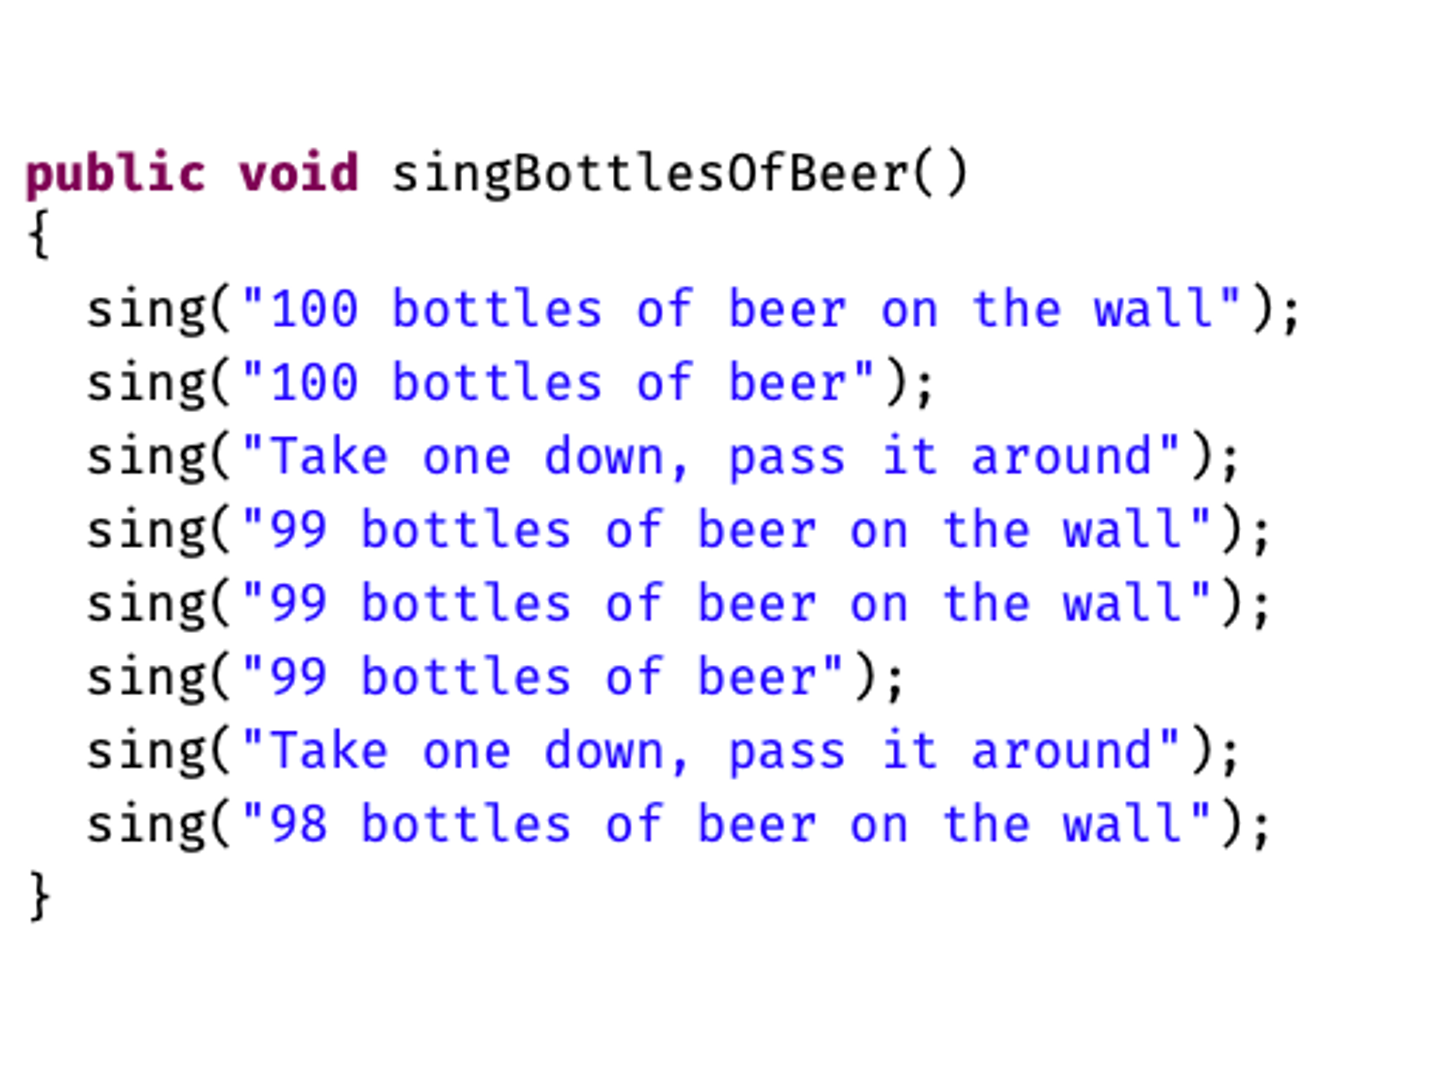 public void singBottlesOfBeer()
{
  sing("100 bottles of beer on the wall");
  sing("100 bottles of beer");
  sing("Take one down, pass it around");
  sing("99 bottles of beer on the wall");
  sing("99 bottles of beer on the wall");
  sing("99 bottles of beer");
  sing("Take one down, pass it around");
  sing("98 bottles of beer on the wall");
}